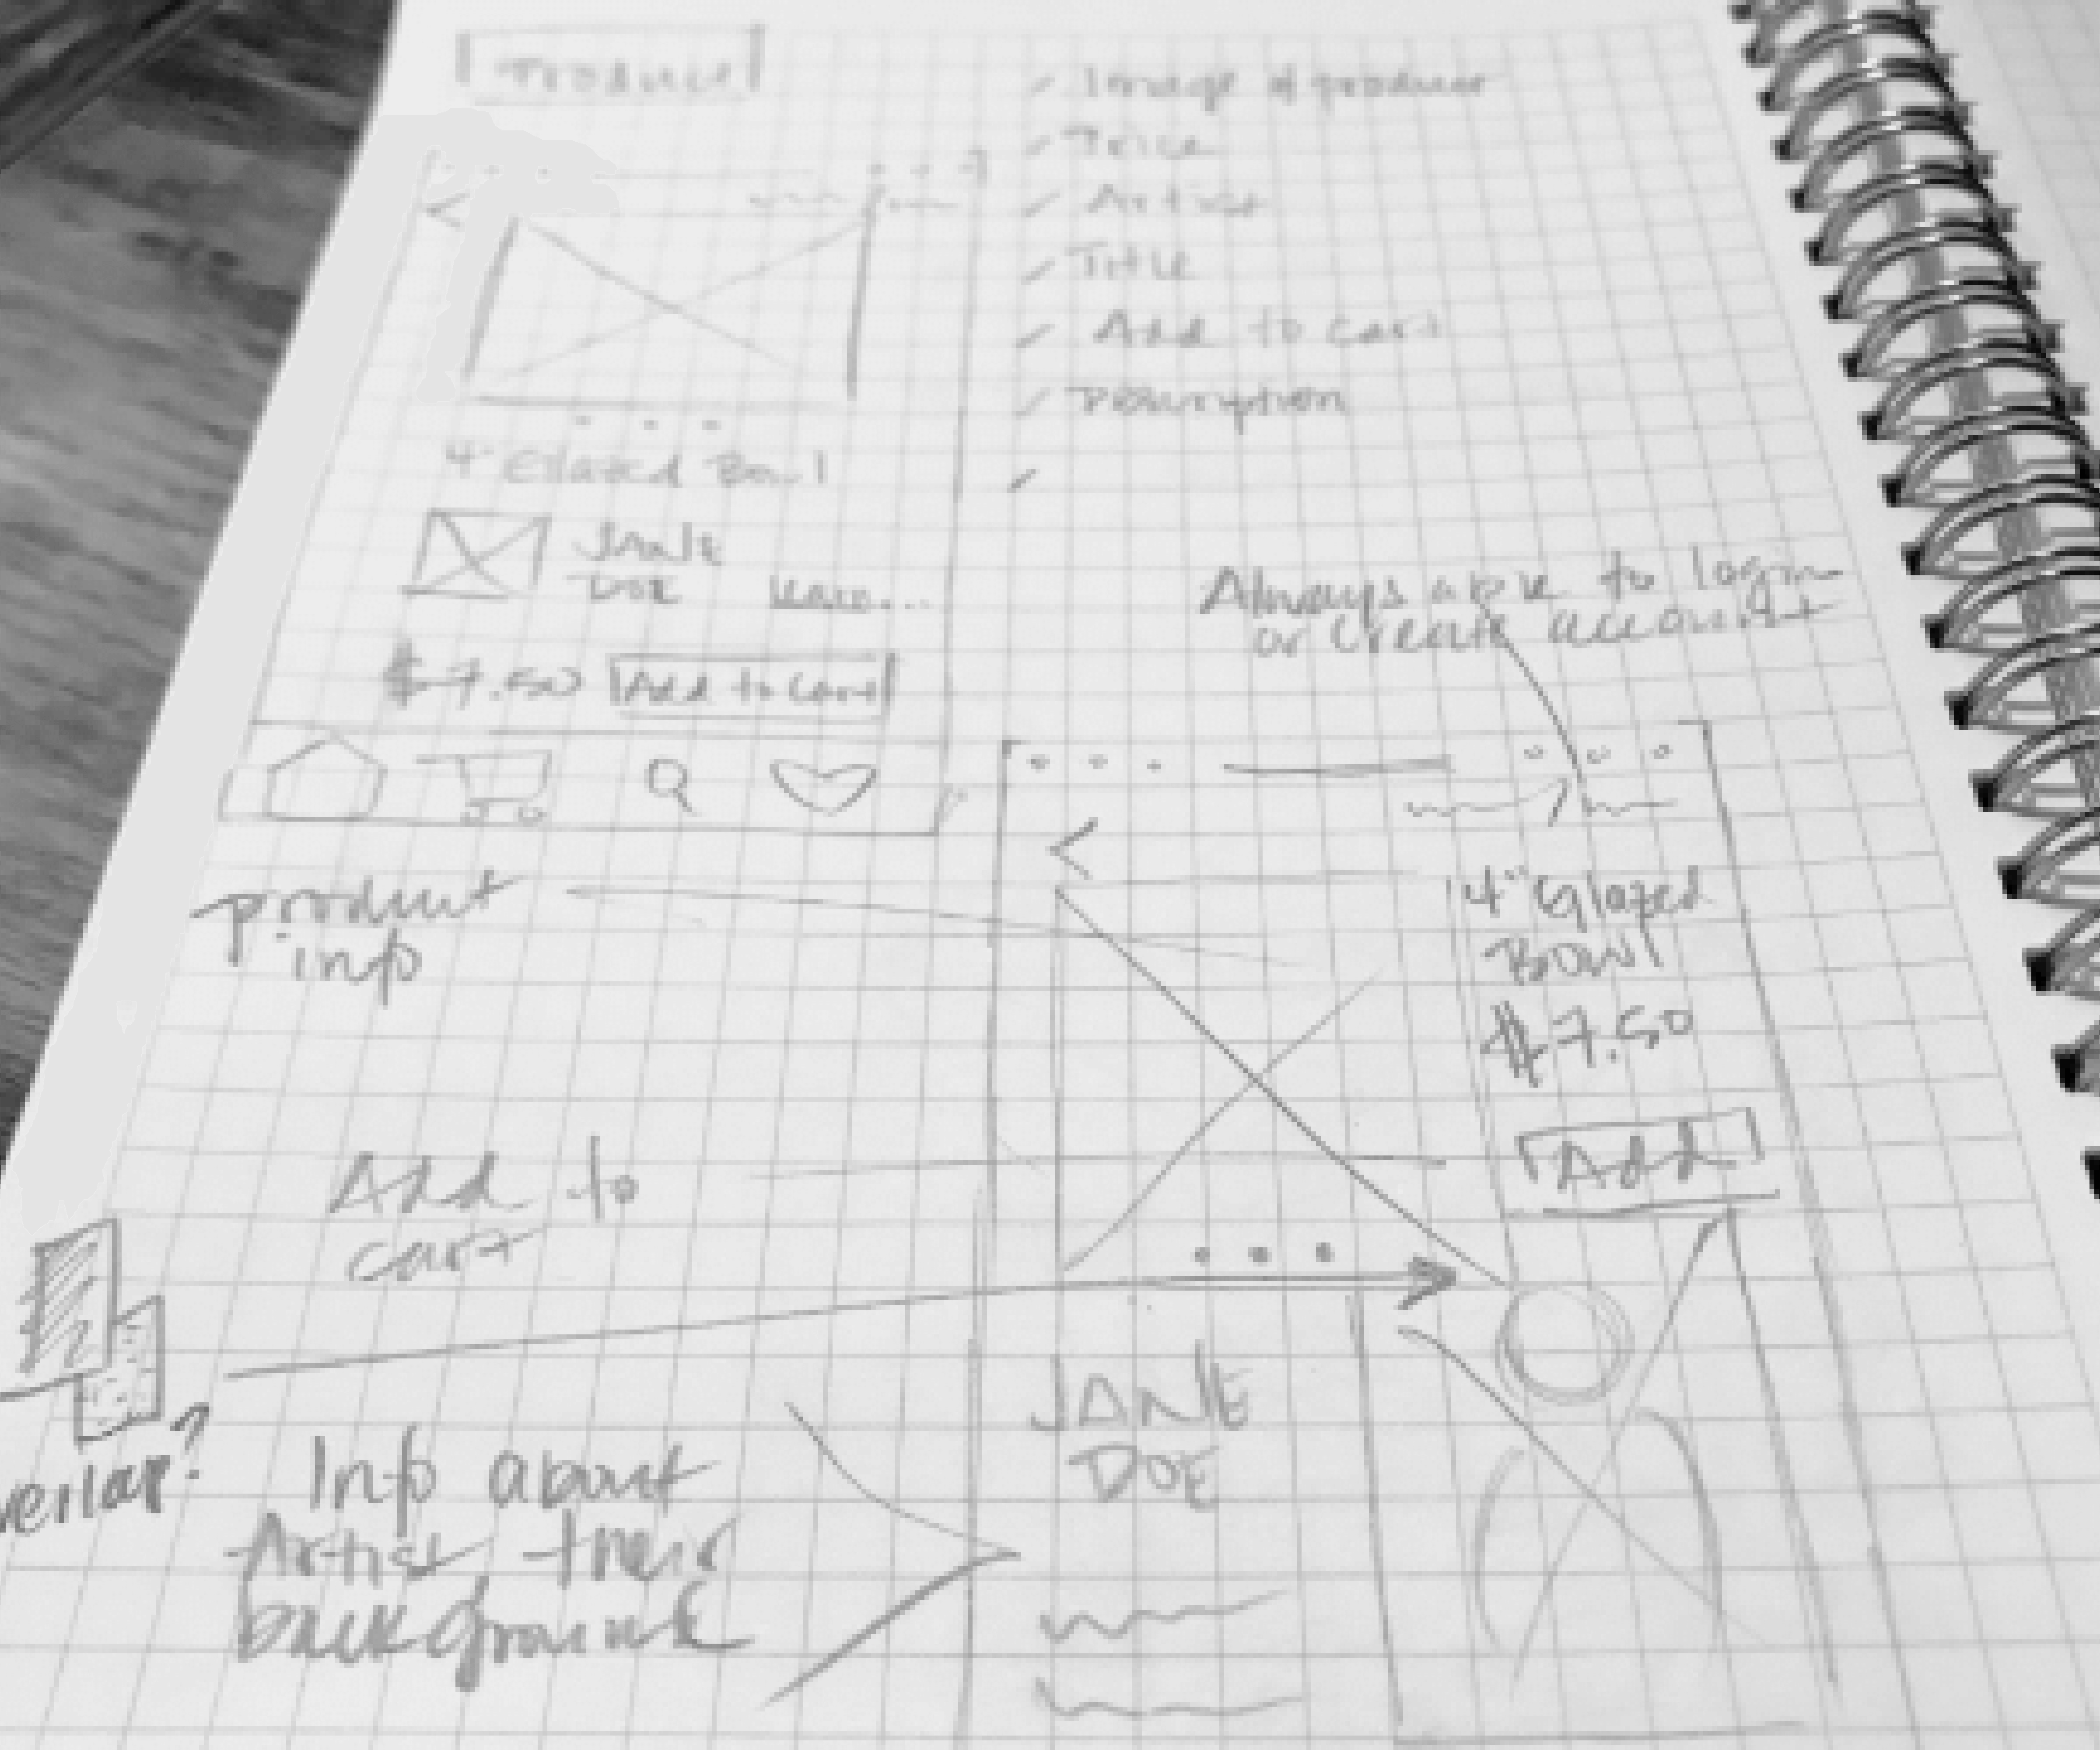 Product
Image of product
Price
Artist
Title
Add to cart
Description
4" Glazed Bowl
JANE
DOE
$7.50 Add to Cart
Always able to login
or create account
product
info
4" Glazed
BOWL
$7.50
Add to
cart
Add
verlap?
Info about
Artist their
background
JANE
DOE